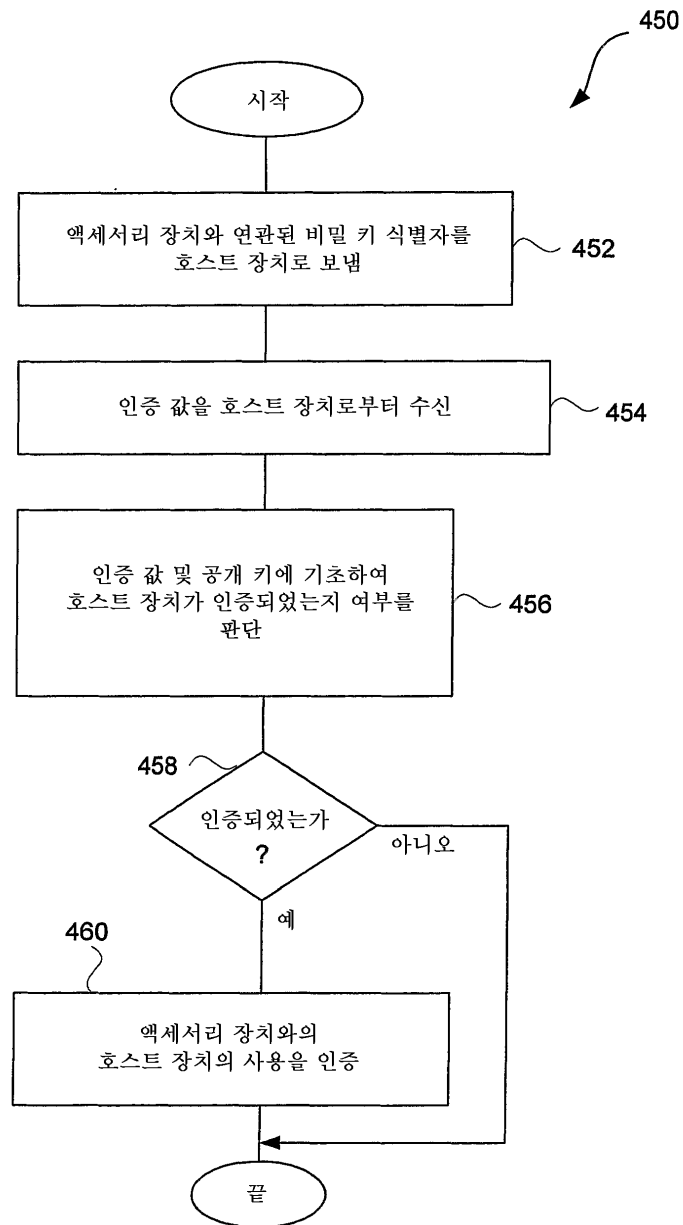 450
시작
액세서리 장치와 연관된 비밀 키 식별자를
호스트 장치로 보냄
452
인증 값을 호스트 장치로부터 수신
454
인증 값 및 공개 키에 기초하여
호스트 장치가 인증되었는지 여부를
판단
456
458
인증되었는가
?
아니오
예
460
액세서리 장치와의
호스트 장치의 사용을 인증
끝